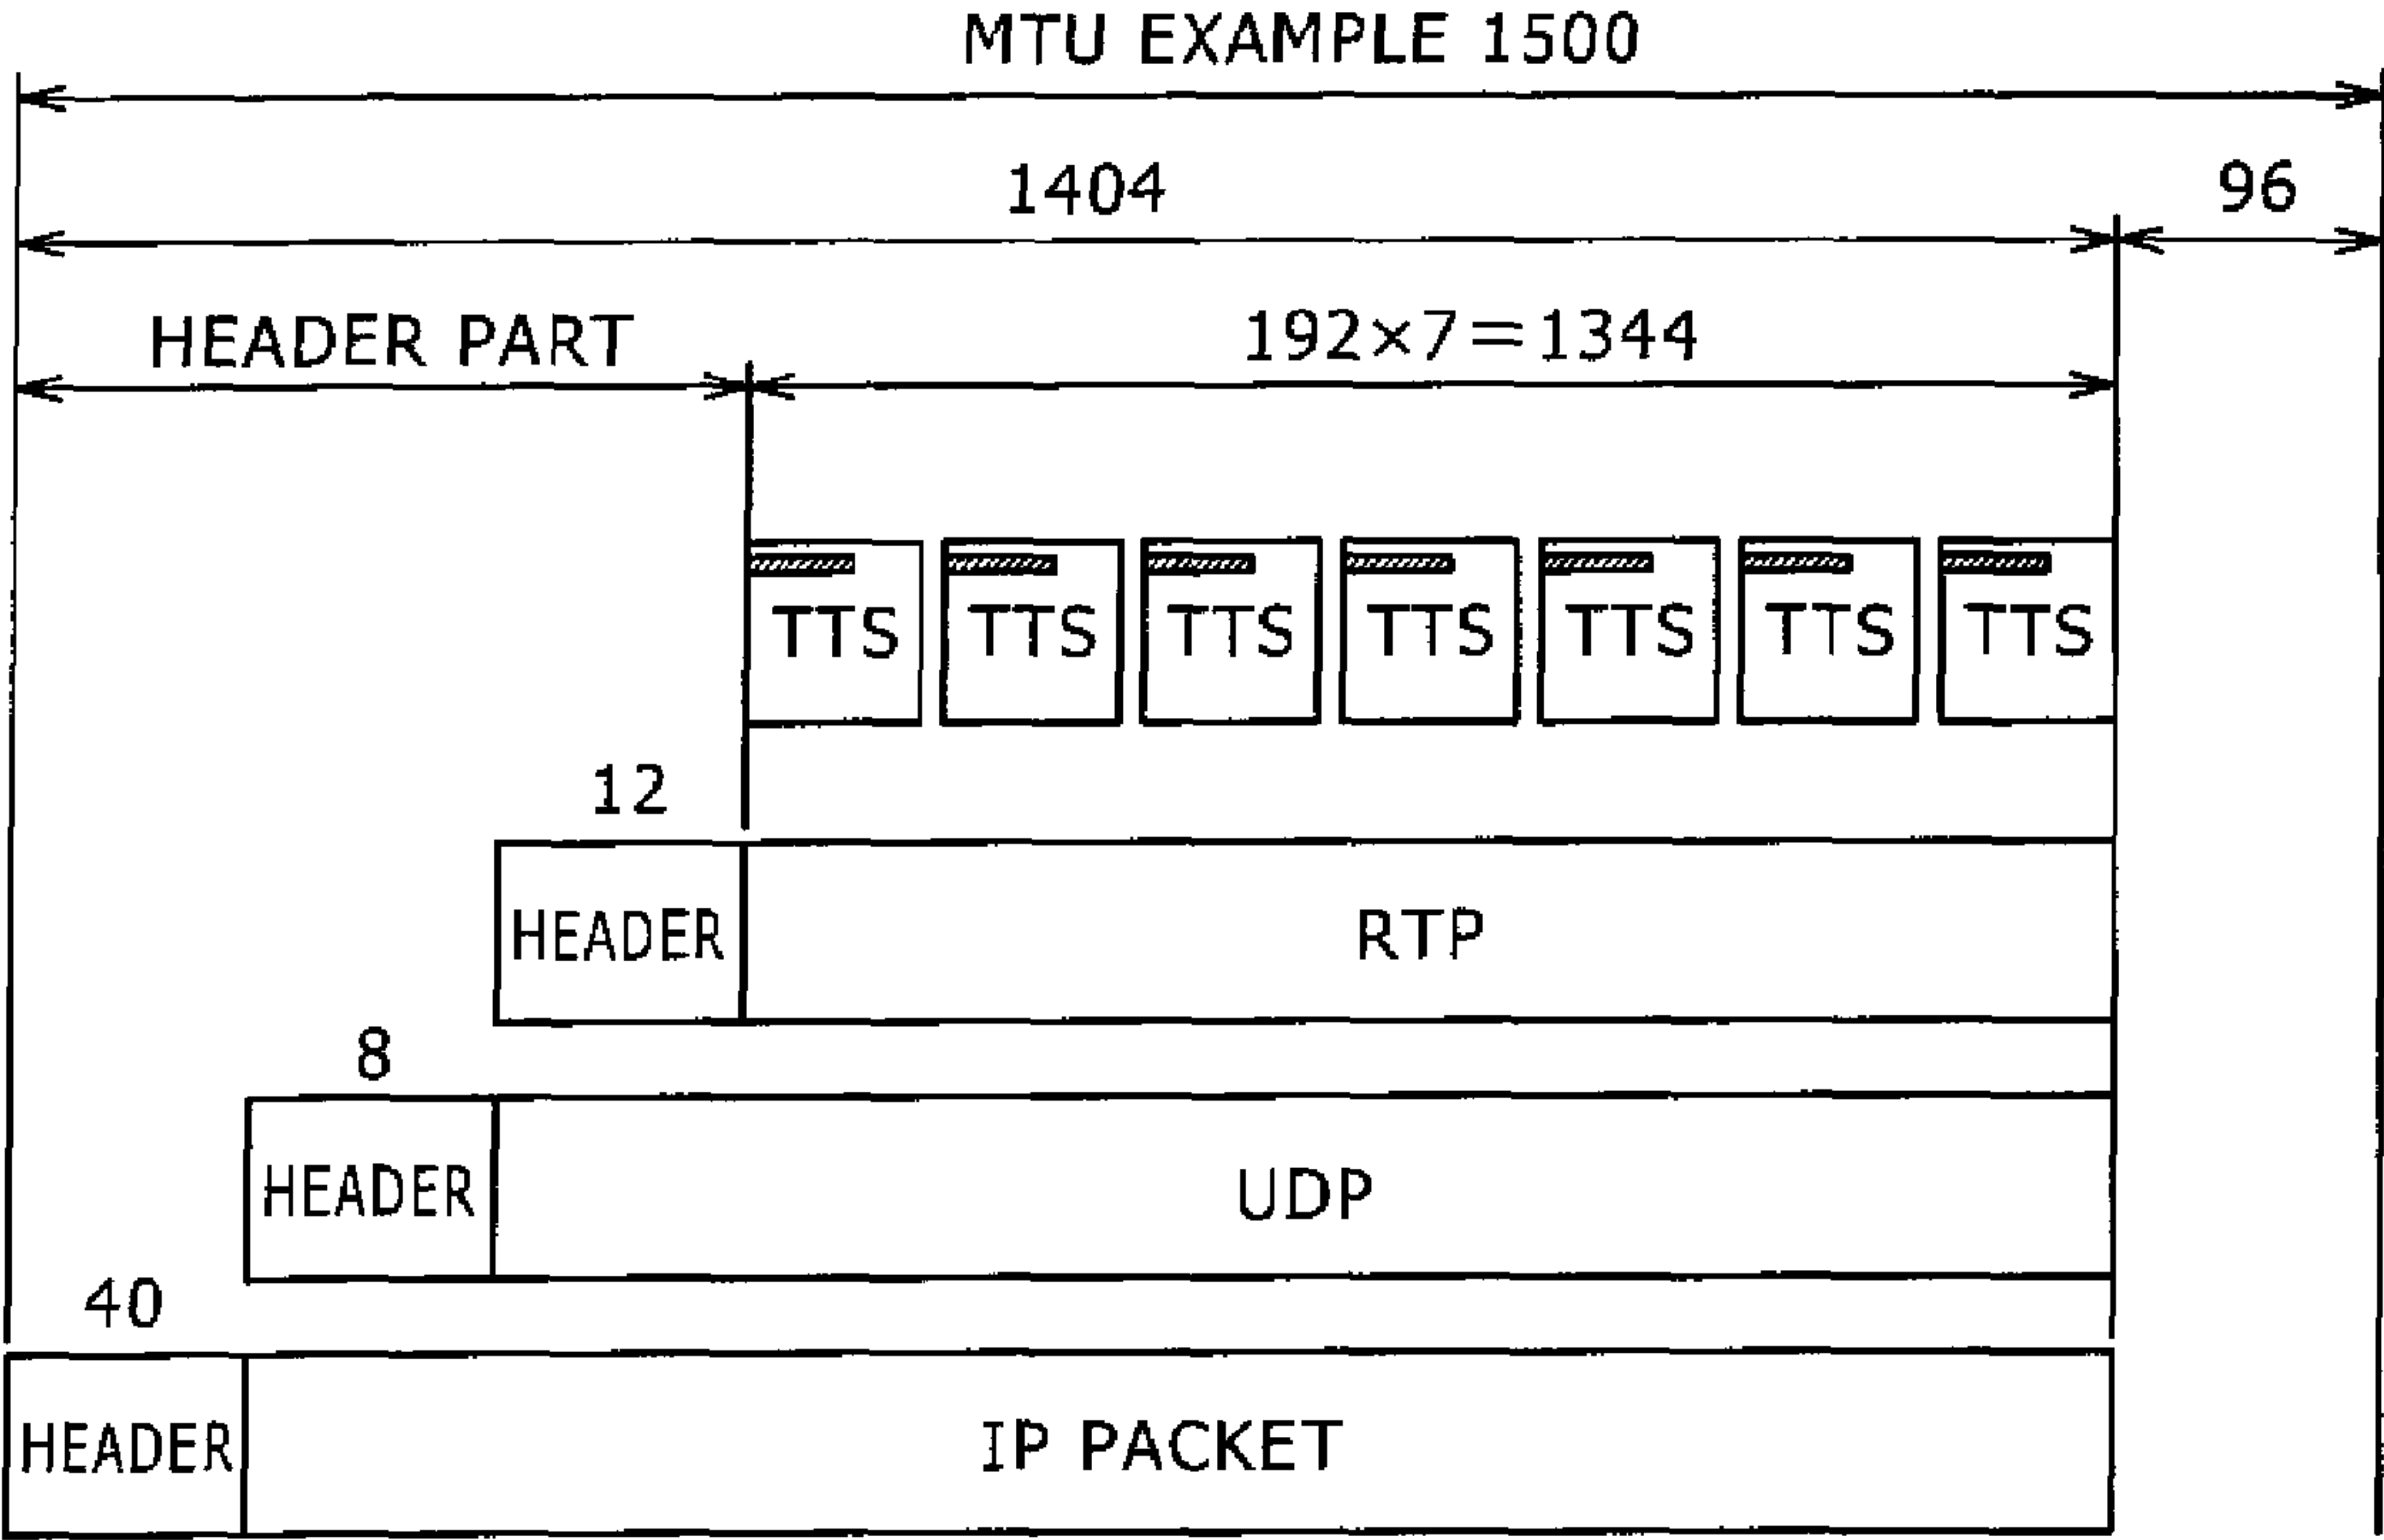 MTU EXAMPLE 1500
1404 96
HEADER PART 192×7=1344
TTS TTS TTS TTS TTS TTS TTS
12
HEADER RTP
8
HEADER UDP
40
HEADER IP PACKET